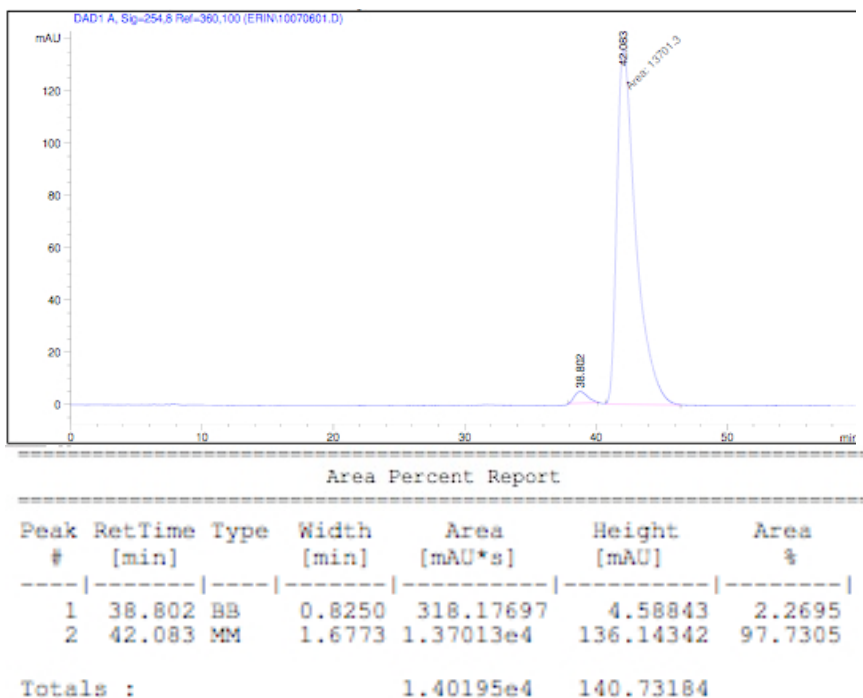 DAD1 A, Sig=254,8 Ref=360,100 (ERIN\10070601.D)
mAU
42.083
Area: 13701.3
120
100
80
60
40
20
38.802
0
0 10 20 30 40 50 min
==================================================
Area Percent Report
==================================================
Peak RetTime Type Width Area Height Area
# [min] [min] [mAU*s] [mAU] %
----|-------|----|-------|----------|----------|--------|
1 38.802 BB 0.8250 318.17697 4.58843 2.2695
2 42.083 MM 1.6773 1.37013e4 136.14342 97.7305
Totals : 1.40195e4 140.73184